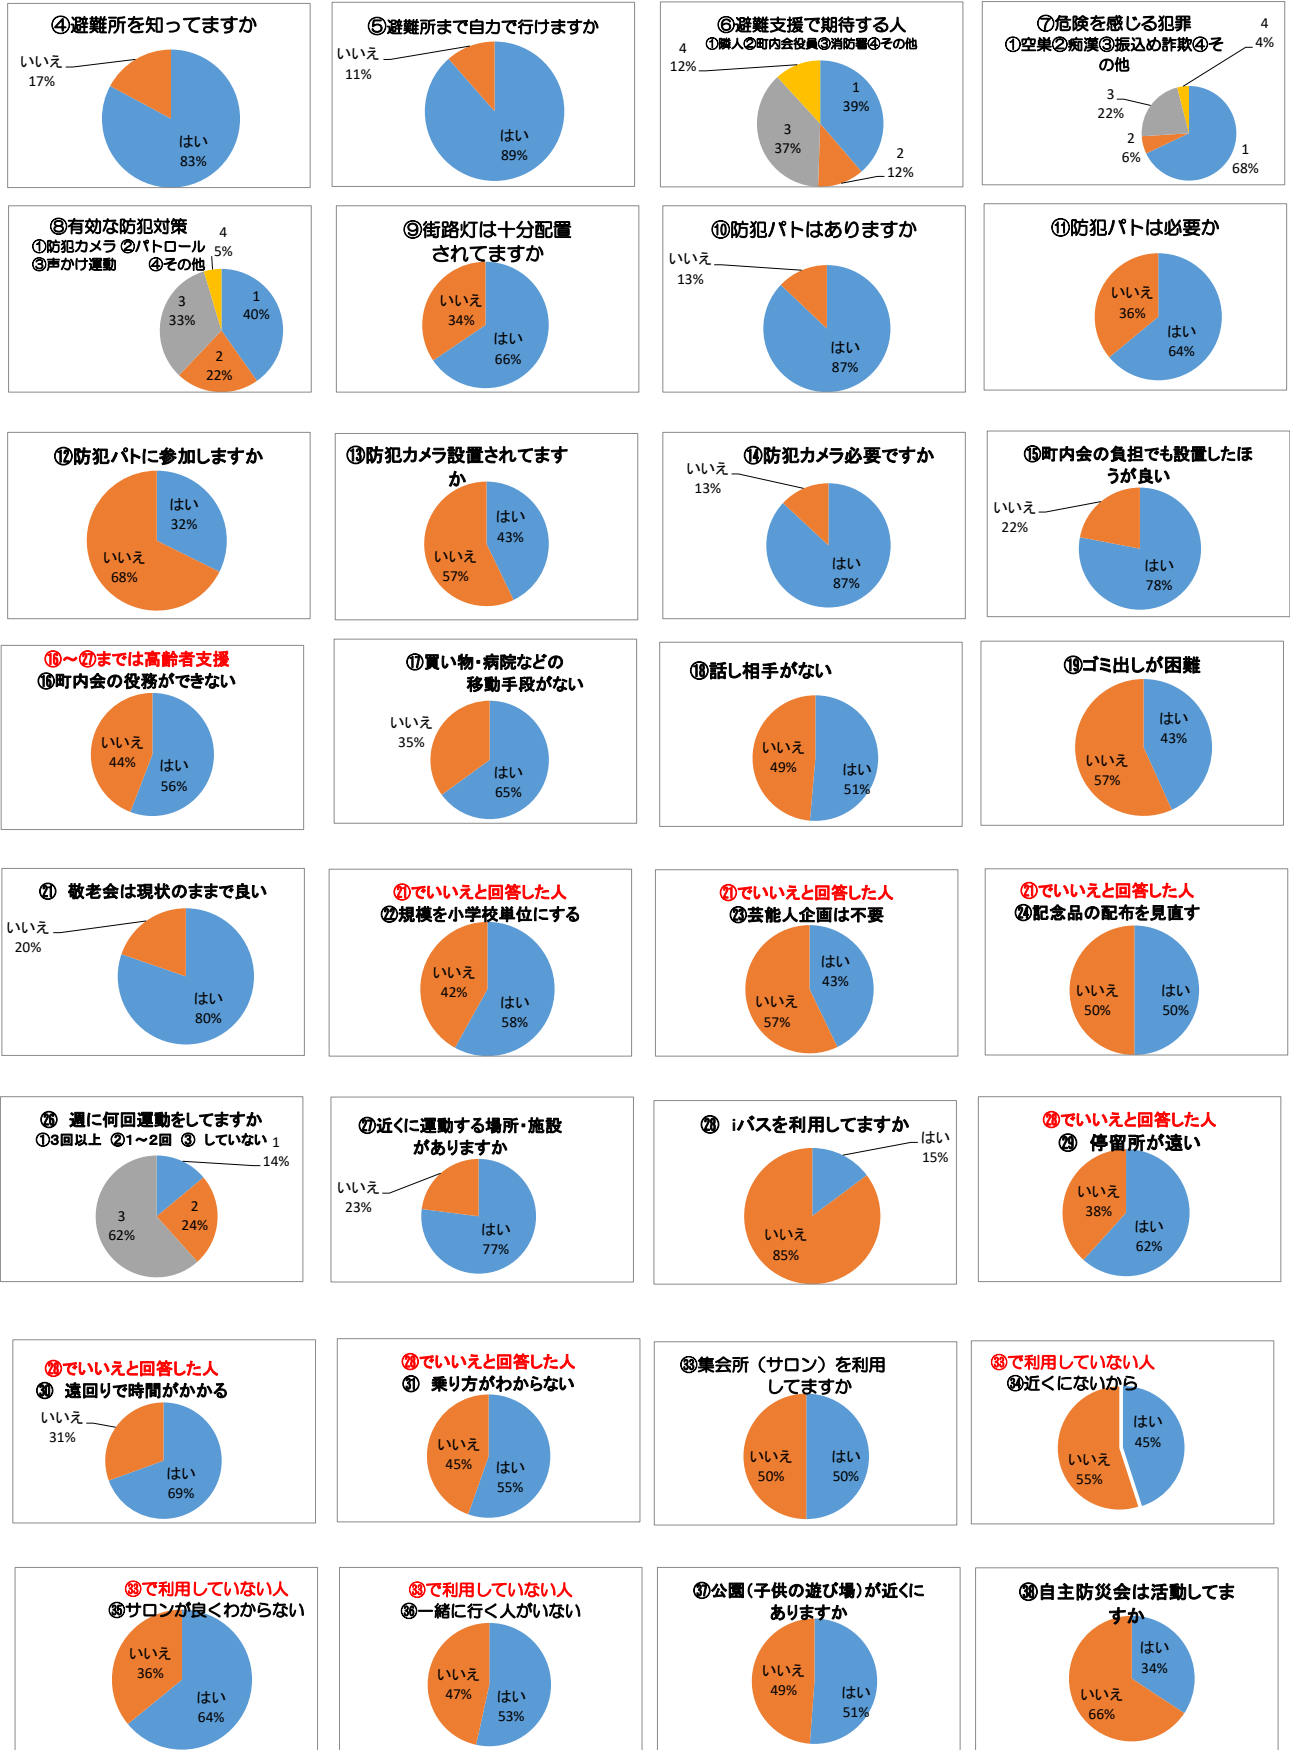 ④避難所を知ってますか
いいえ
17%
はい
83%
⑤避難所まで自力で行けますか
いいえ
11%
はい
89%
⑥避難支援で期待する人
①隣人②町内会役員③消防署④その他
4
12%
1
39%
3
37%
2
12%
⑦危険を感じる犯罪
①空巣②痴漢③振込め詐欺④そ
の他
4
4%
3
22%
2
6%
1
68%
⑧有効な防犯対策
①防犯カメラ ②パトロール
③声かけ運動 ④その他
4
5%
3
33%
1
40%
2
22%
⑨街路灯は十分配置
されてますか
いいえ
34%
はい
66%
⑩防犯パトはありますか
いいえ
13%
はい
87%
⑪防犯パトは必要か
いいえ
36%
はい
64%
⑫防犯パトに参加しますか
はい
32%
いいえ
68%
⑬防犯カメラ設置されてます
か
はい
43%
いいえ
57%
⑭防犯カメラ必要ですか
いいえ
13%
はい
87%
⑮町内会の負担でも設置したほ
うが良い
いいえ
22%
はい
78%
⑯～㉗までは高齢者支援
⑯町内会の役務ができない
いいえ
44%
はい
56%
⑰買い物・病院などの
移動手段がない
いいえ
35%
はい
65%
⑱話し相手がない
いいえ
49%
はい
51%
⑲ゴミ出しが困難
はい
43%
いいえ
57%
㉑ 敬老会は現状のままで良い
いいえ
20%
はい
80%
㉑でいいえと回答した人
㉒規模を小学校単位にする
いいえ
42%
はい
58%
㉑でいいえと回答した人
㉓芸能人企画は不要
はい
43%
いいえ
57%
㉑でいいえと回答した人
㉔記念品の配布を見直す
いいえ
50%
はい
50%
㉖ 週に何回運動をしてますか
①3回以上 ②1～2回 ③ していない
1
14%
2
24%
3
62%
㉗近くに運動する場所・施設
がありますか
いいえ
23%
はい
77%
㉘ iバスを利用してますか
はい
15%
いいえ
85%
㉘でいいえと回答した人
㉙ 停留所が遠い
いいえ
38%
はい
62%
㉘でいいえと回答した人
㉚ 遠回りで時間がかかる
いいえ
31%
はい
69%
㉘でいいえと回答した人
㉛ 乗り方がわからない
いいえ
45%
はい
55%
㉝集会所（サロン）を利用
してますか
いいえ
50%
はい
50%
㉝で利用していない人
㉞近くにないから
はい
45%
いいえ
55%
㉝で利用していない人
㉟サロンが良くわからない
いいえ
36%
はい
64%
㉝で利用していない人
㊱一緒に行く人がいない
いいえ
47%
はい
53%
㊲公園（子供の遊び場）が近くに
ありますか
いいえ
49%
はい
51%
㊳自主防災会は活動してま
すか
はい
34%
いいえ
66%